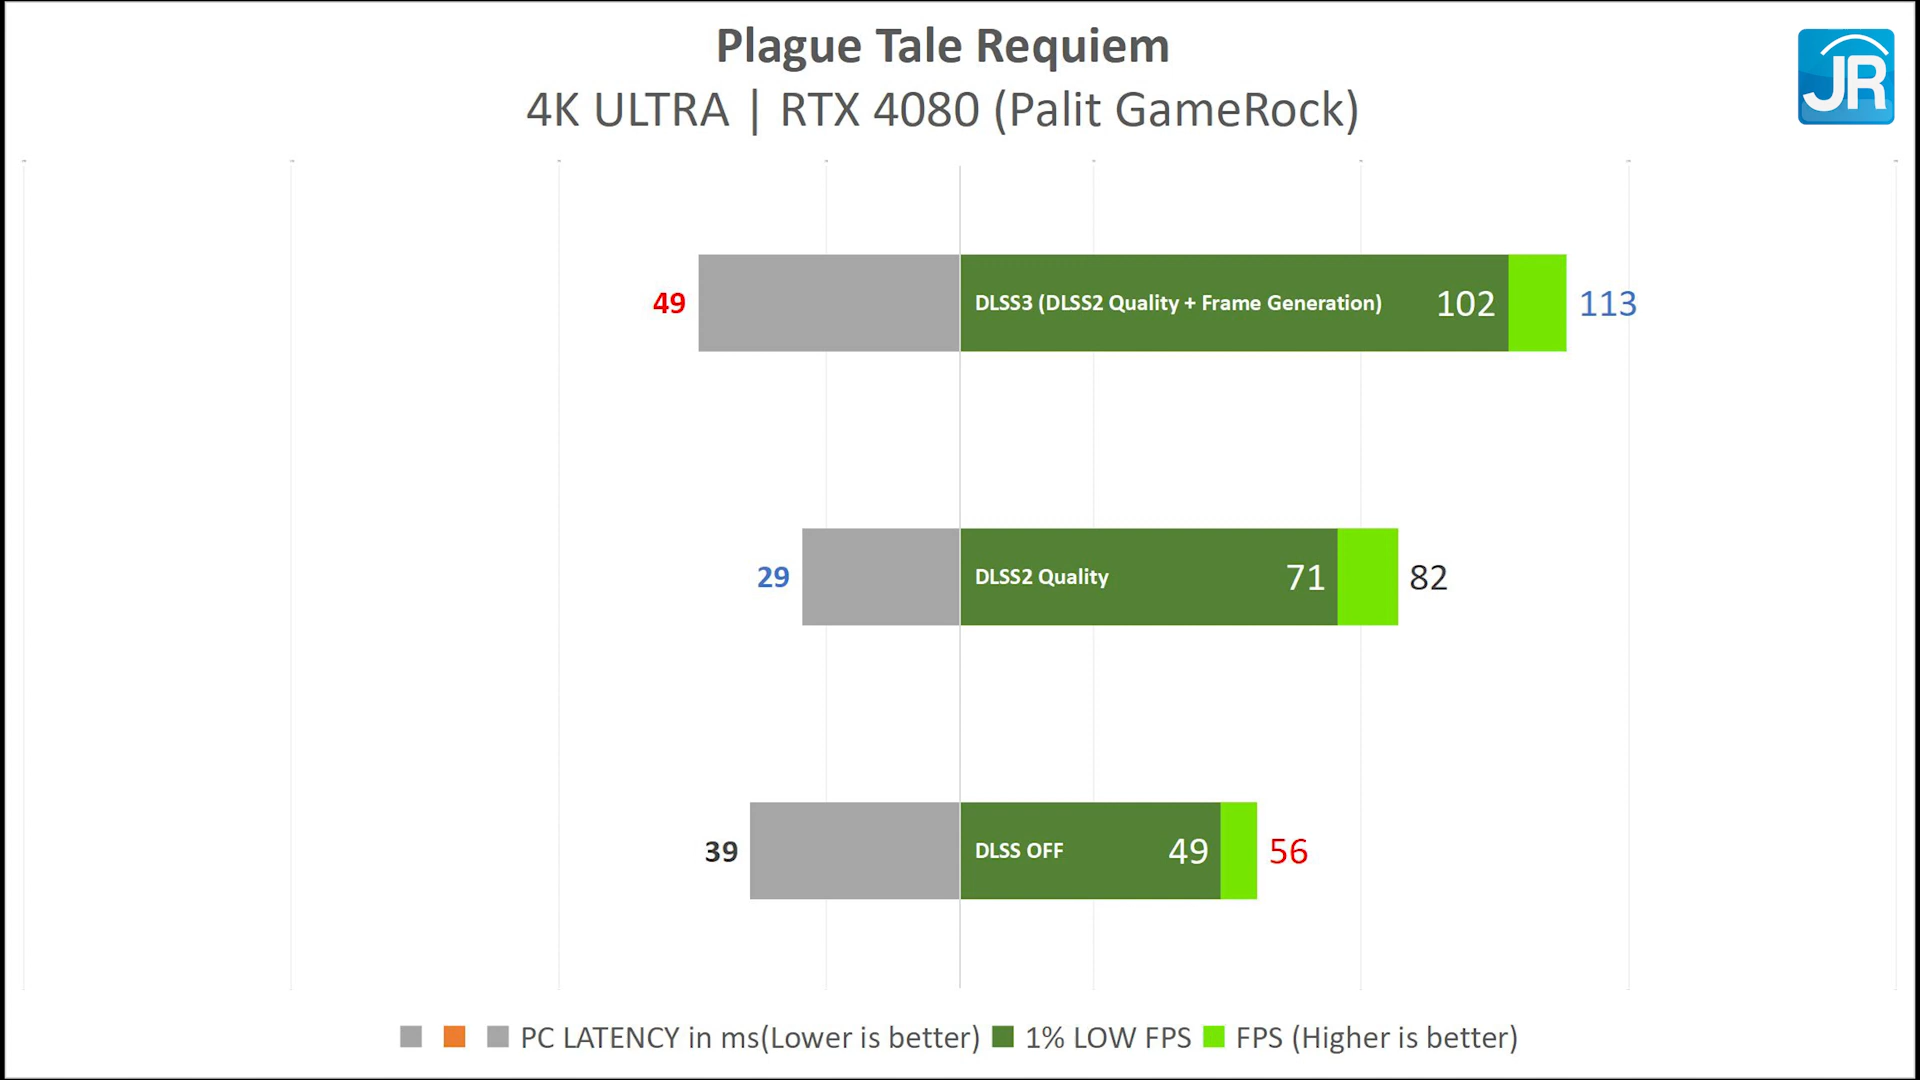 Plague Tale Requiem
4K ULTRA | RTX 4080 (Palit GameRock)
JR
49 DLSS3 (DLSS2 Quality + Frame Generation) 102 113
29 DLSS2 Quality 71 82
39 DLSS OFF 49 56
PC LATENCY in ms(Lower is better) 1% LOW FPS FPS (Higher is better)